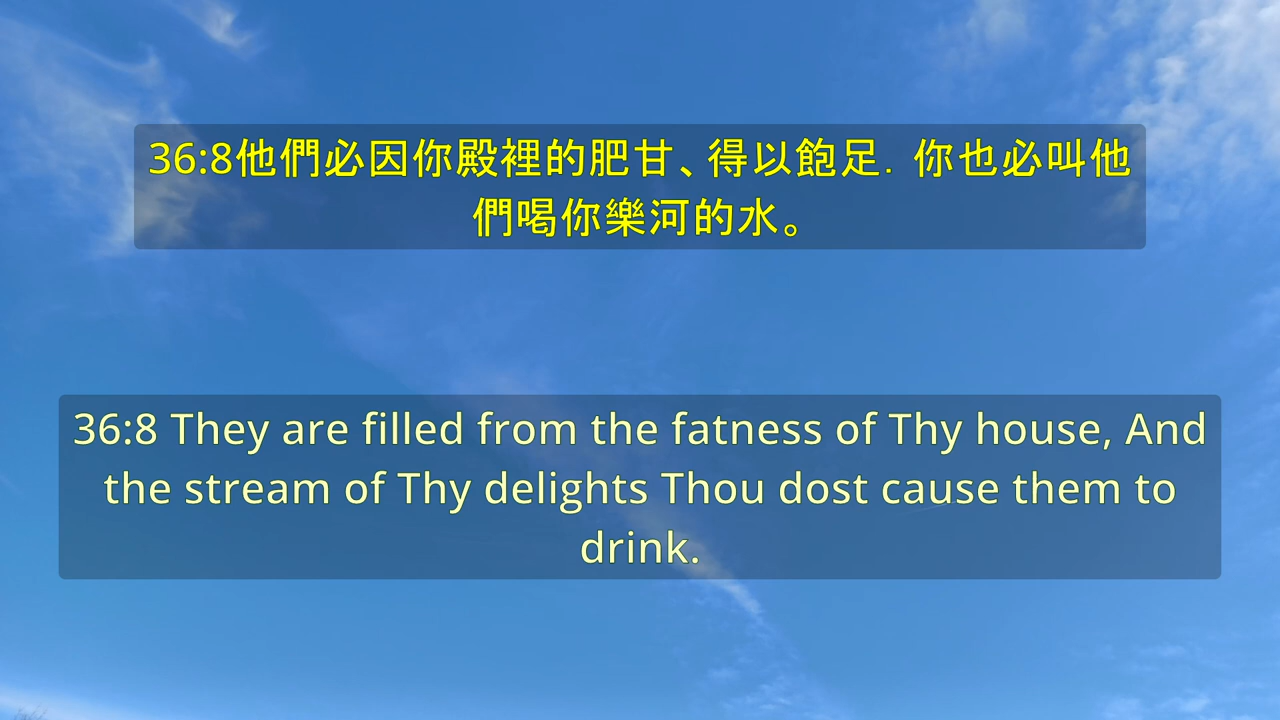 36:8他們必因你殿裡的肥甘、得以飽足．你也必叫他
們喝你樂河的水。
36:8 They are filled from the fatness of Thy house, And
the stream of Thy delights Thou dost cause them to
drink.